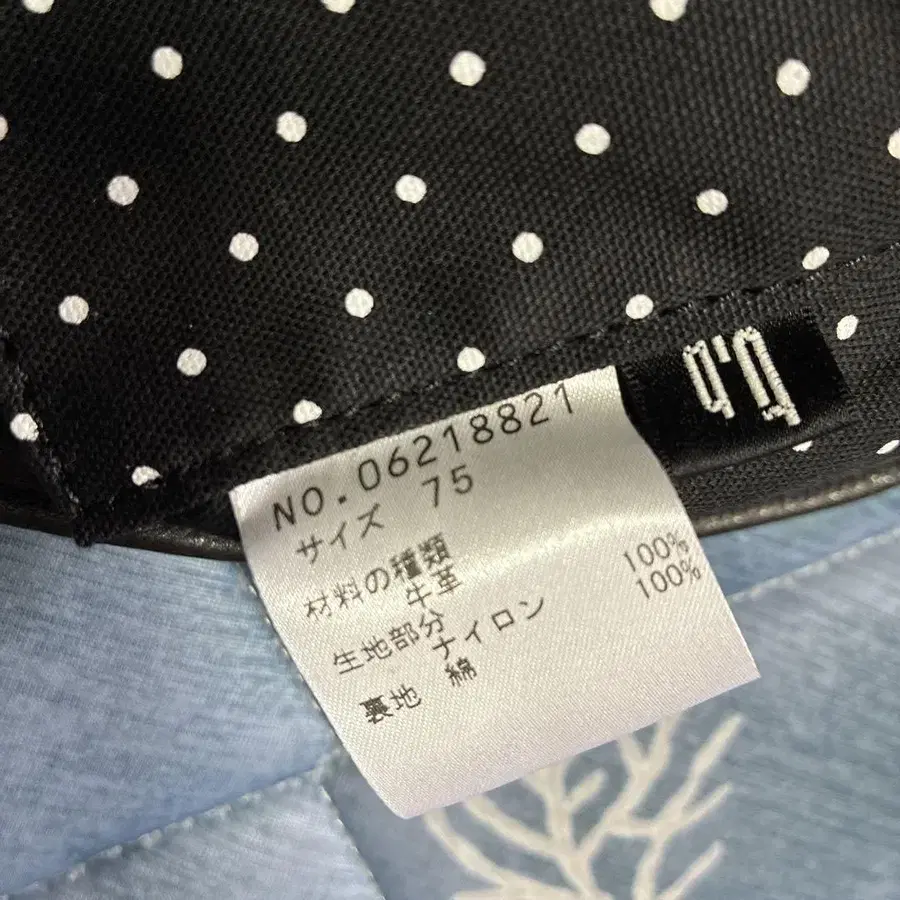 NO.06218821
サイズ 75
材料の種類
牛革
生地部分
ナイロン 100%
裏地 綿 100%